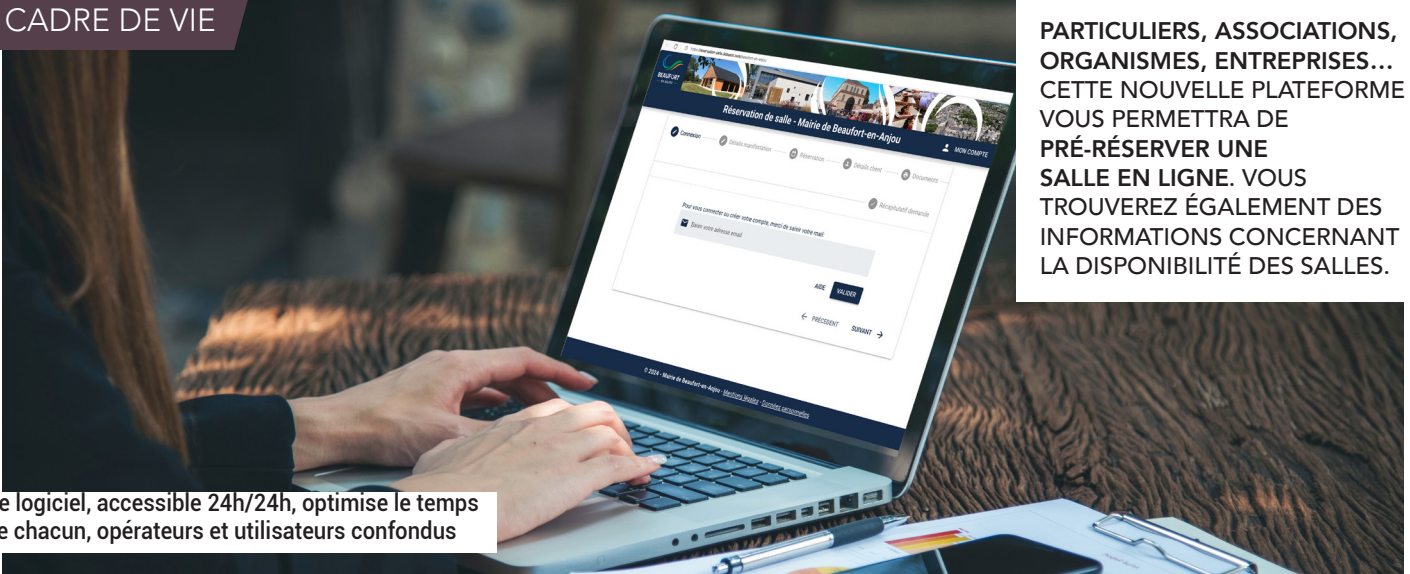 CADRE DE VIE
PARTICULIERS, ASSOCIATIONS,
ORGANISMES, ENTREPRISES…
CETTE NOUVELLE PLATEFORME
VOUS PERMETTRA DE
PRÉ-RÉSERVER UNE
SALLE EN LIGNE. VOUS
TROUVEREZ ÉGALEMENT DES
INFORMATIONS CONCERNANT
LA DISPONIBILITÉ DES SALLES.
BEAUFORT
Réservation de salle - Mairie de Beaufort-en-Anjou
MON COMPTE
Connexion Détails manifestation Réservation Détails client Documents
Récapitulatif demande
Pour vous connecter ou créer votre compte, merci de saisir votre mail:
Saisir votre adresse email
AIDE VALIDER
← PRÉCÉDENT SUIVANT →
© 2024 - Mairie de Beaufort-en-Anjou - Mentions légales - Données personnelles
e logiciel, accessible 24h/24h, optimise le temps
e chacun, opérateurs et utilisateurs confondus